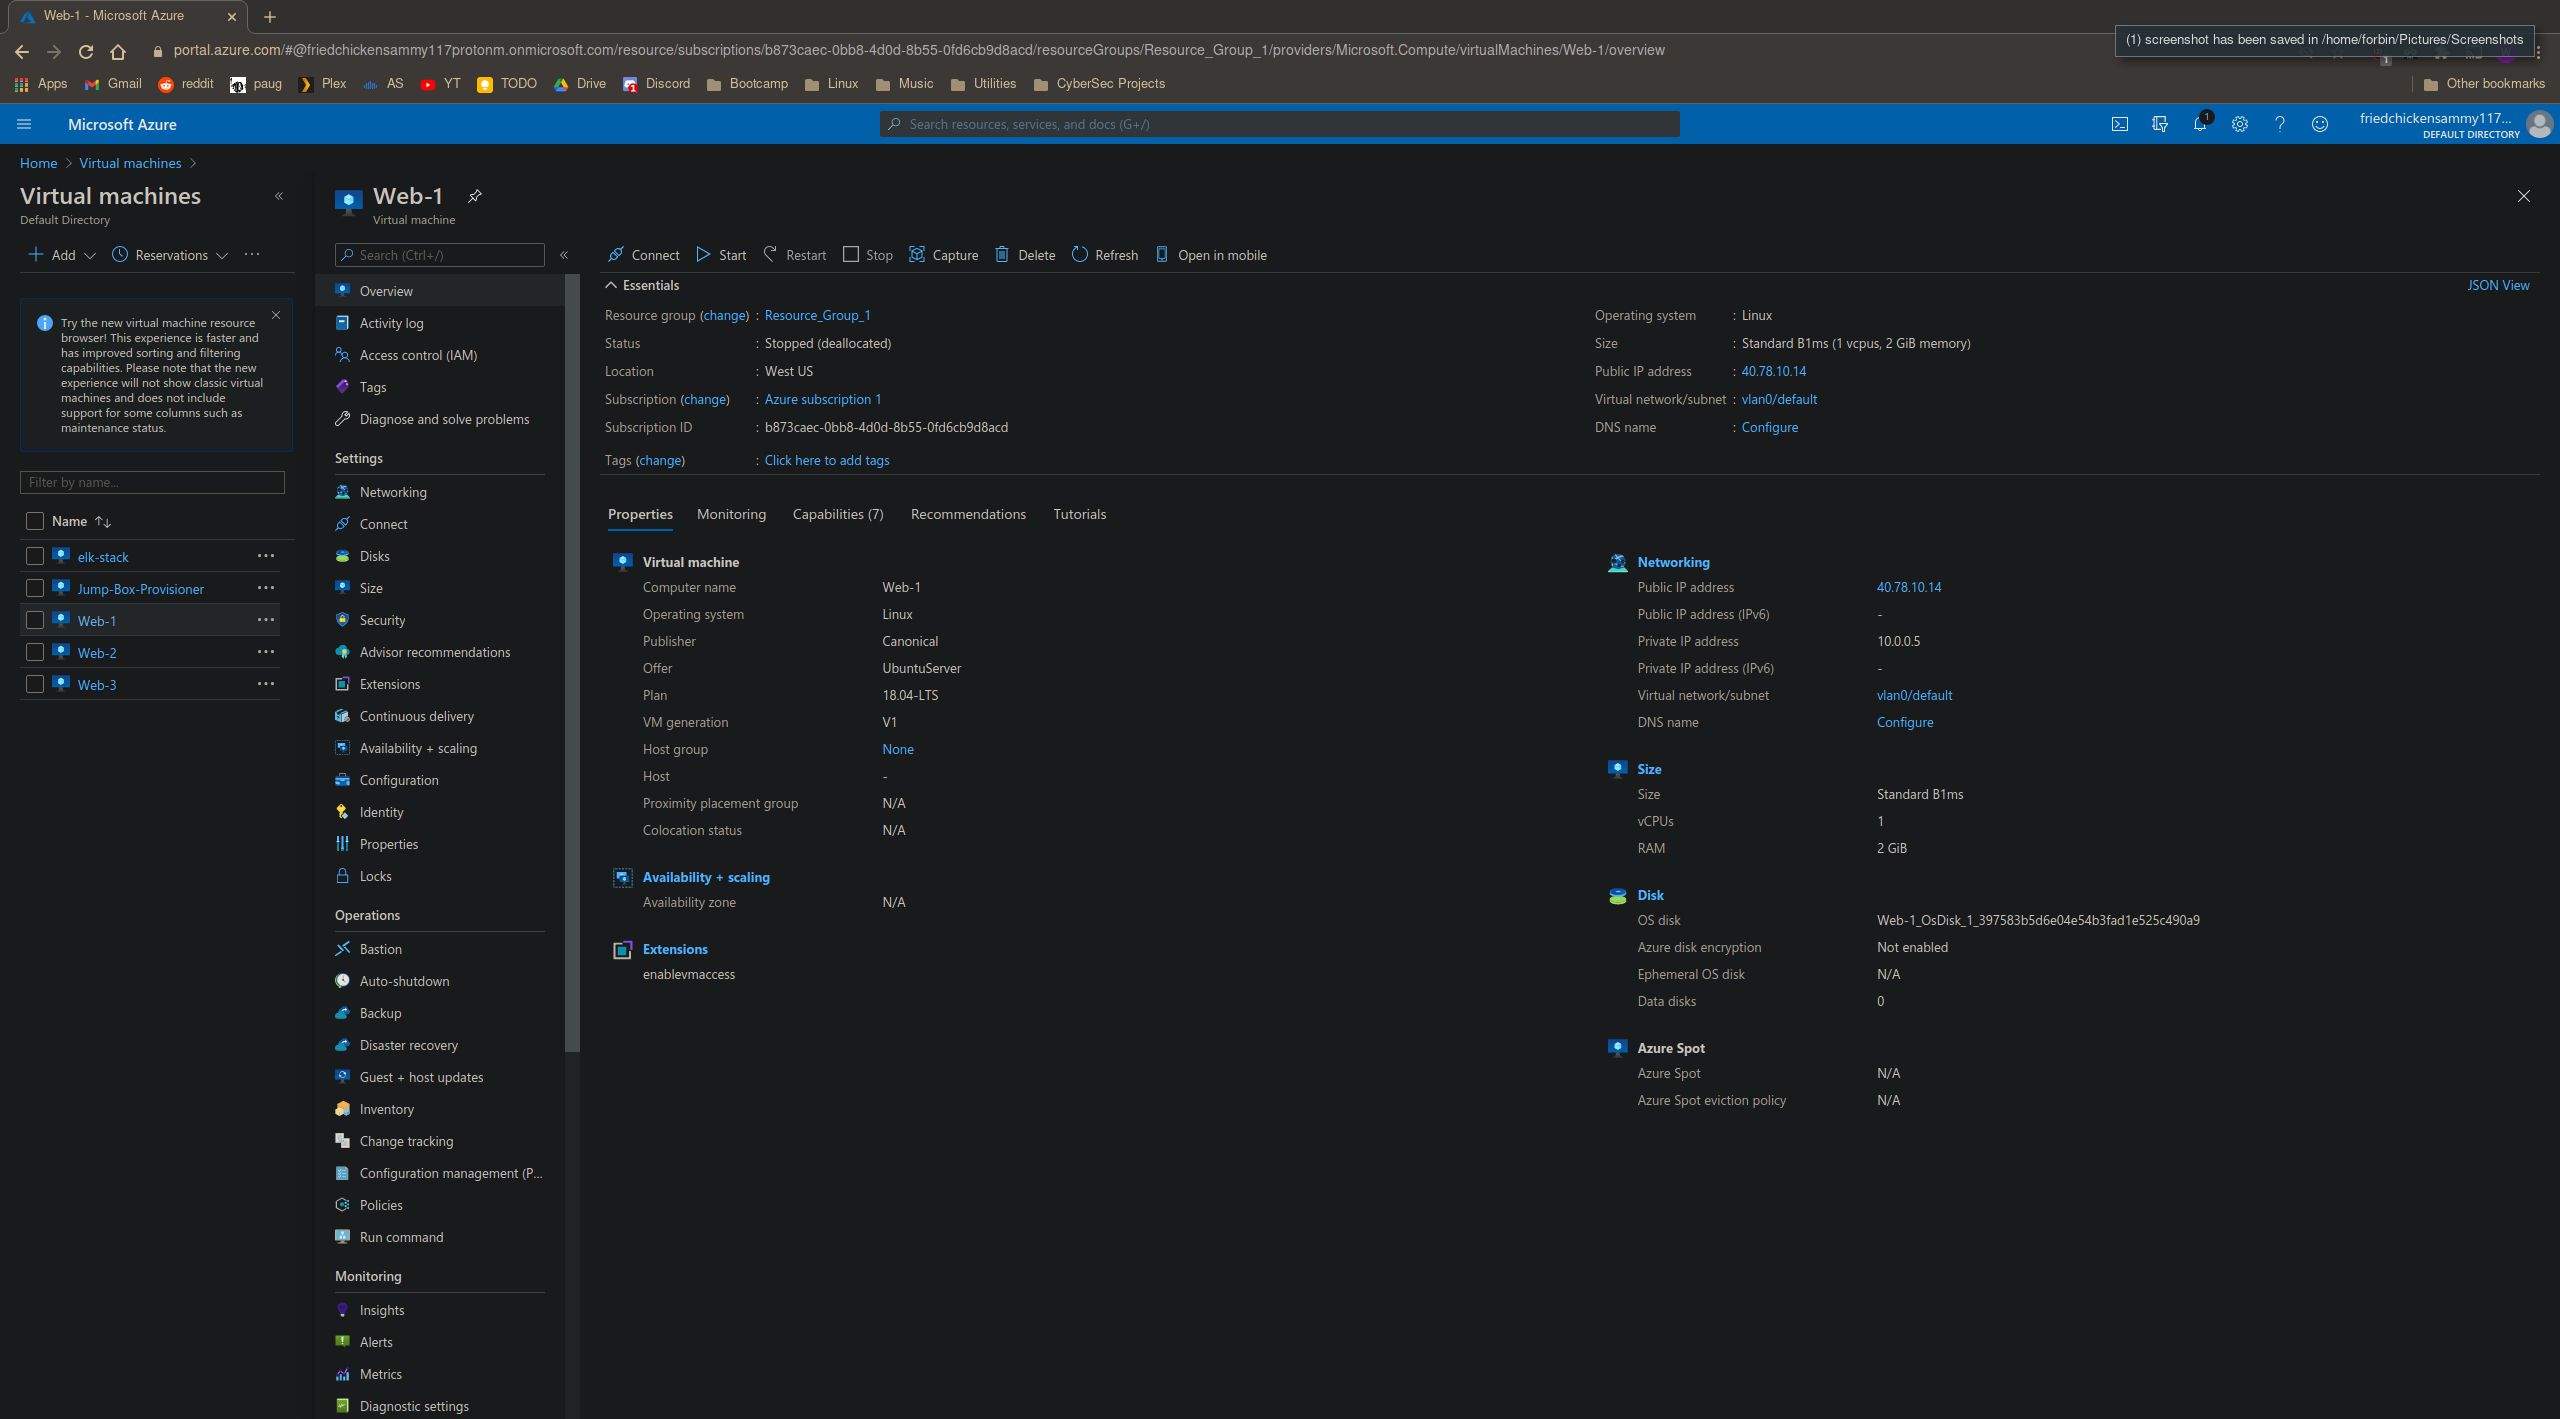 Web-1 - Microsoft Azure
portal.azure.com/#@friedchickensammy117protonm.onmicrosoft.com/resource/subscriptions/b873caec-0bb8-4d0d-8b55-0fd6cb9d8acd/resourceGroups/Resource_Group_1/providers/Microsoft.Compute/virtualMachines/Web-1/overview
(1) screenshot has been saved in /home/forbin/Pictures/Screenshots
Apps Gmail reddit paug Plex AS YT TODO Drive Discord Bootcamp Linux Music Utilities CyberSec Projects Other bookmarks
Microsoft Azure
Search resources, services, and docs (G+/)
1
friedchickensammy117...
DEFAULT DIRECTORY
Home > Virtual machines >
Virtual machines
Default Directory
Add
Reservations
Try the new virtual machine resource
browser! This experience is faster and
has improved sorting and filtering
capabilities. Please note that the new
experience will not show classic virtual
machines and does not include
support for some columns such as
maintenance status.
Filter by name...
Name
elk-stack
Jump-Box-Provisioner
Web-1
Web-2
Web-3
Web-1
Virtual machine
Search (Ctrl+/)
Overview
Activity log
Access control (IAM)
Tags
Diagnose and solve problems
Settings
Networking
Connect
Disks
Size
Security
Advisor recommendations
Extensions
Continuous delivery
Availability + scaling
Configuration
Identity
Properties
Locks
Operations
Bastion
Auto-shutdown
Backup
Disaster recovery
Guest + host updates
Inventory
Change tracking
Configuration management (P...
Policies
Run command
Monitoring
Insights
Alerts
Metrics
Diagnostic settings
Connect Start Restart Stop Capture Delete Refresh Open in mobile
Essentials
JSON View
Resource group (change) : Resource_Group_1
Status : Stopped (deallocated)
Location : West US
Subscription (change) : Azure subscription 1
Subscription ID : b873caec-0bb8-4d0d-8b55-0fd6cb9d8acd
Tags (change) : Click here to add tags
Operating system : Linux
Size : Standard B1ms (1 vcpus, 2 GiB memory)
Public IP address : 40.78.10.14
Virtual network/subnet : vlan0/default
DNS name : Configure
Properties Monitoring Capabilities (7) Recommendations Tutorials
Virtual machine
Computer name Web-1
Operating system Linux
Publisher Canonical
Offer UbuntuServer
Plan 18.04-LTS
VM generation V1
Host group None
Host -
Proximity placement group N/A
Colocation status N/A
Availability + scaling
Availability zone N/A
Extensions
enablevmaccess
Networking
Public IP address 40.78.10.14
Public IP address (IPv6) -
Private IP address 10.0.0.5
Private IP address (IPv6) -
Virtual network/subnet vlan0/default
DNS name Configure
Size
Size Standard B1ms
vCPUs 1
RAM 2 GiB
Disk
OS disk Web-1_OsDisk_1_397583b5d6e04e54b3fad1e525c490a9
Azure disk encryption Not enabled
Ephemeral OS disk N/A
Data disks 0
Azure Spot
Azure Spot N/A
Azure Spot eviction policy N/A